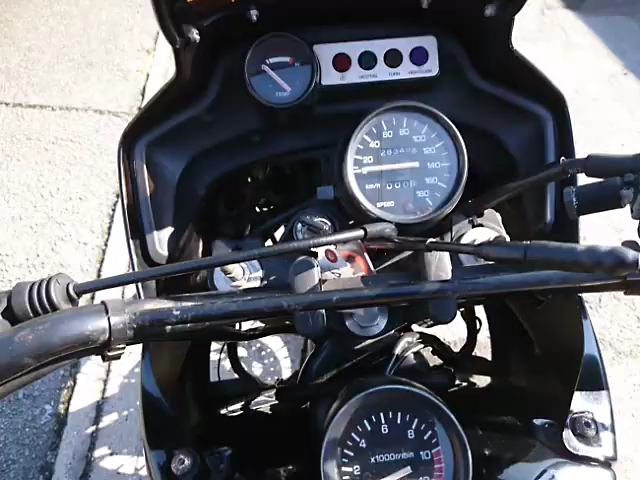 TEMP
NEUTRAL TURN HIGH BEAM
20 40 60 80 100 120 140 160 180
km/h
SPEED
2 4 6 8 10
x1000r/min